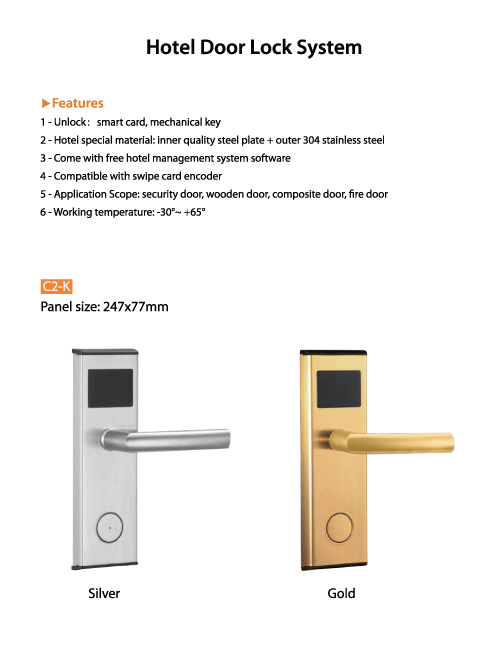 Hotel Door Lock System
▶Features
1 - Unlock： smart card, mechanical key
2 - Hotel special material: inner quality steel plate + outer 304 stainless steel
3 - Come with free hotel management system software
4 - Compatible with swipe card encoder
5 - Application Scope: security door, wooden door, composite door, fire door
6 - Working temperature: -30°~ +65°
C2-K
Panel size: 247x77mm
Silver
Gold